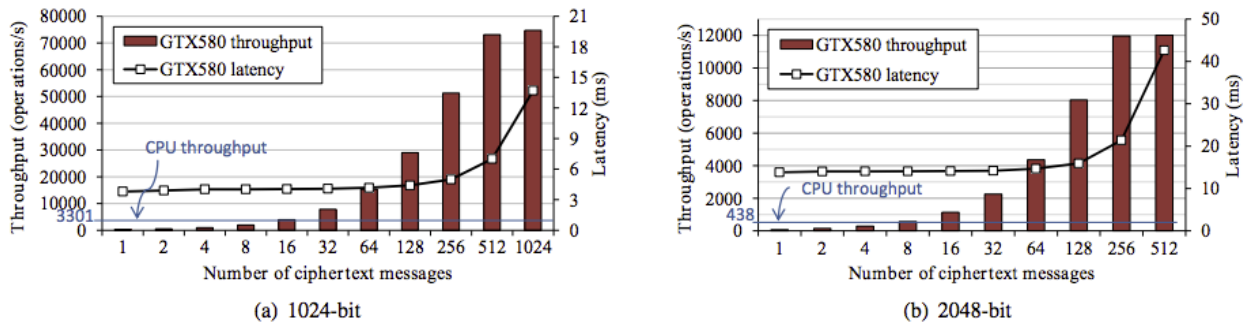 80000
70000
60000
50000
40000
30000
20000
10000
3301
0
Throughput (operations/s)
GTX580 throughput
GTX580 latency
CPU throughput
21
18
15
12
9
6
3
0
Latency (ms)
1 2 4 8 16 32 64 128 256 512 1024
Number of ciphertext messages
(a) 1024-bit
12000
10000
8000
6000
4000
2000
438
0
Throughput (operations/s)
GTX580 throughput
GTX580 latency
CPU throughput
50
40
30
20
10
0
Latency (ms)
1 2 4 8 16 32 64 128 256 512
Number of ciphertext messages
(b) 2048-bit